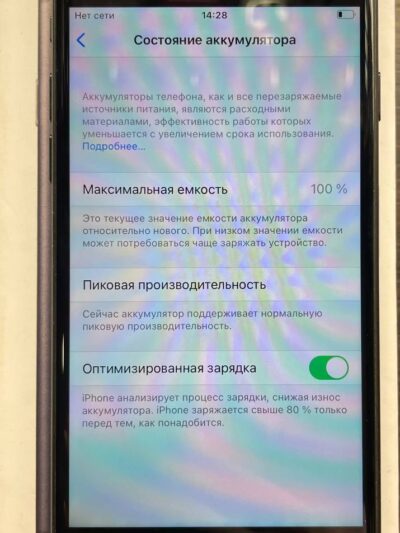 Нет сети 14:28
Состояние аккумулятора
Аккумуляторы телефона, как и все перезаряжаемые
источники питания, являются расходными
материалами, эффективность работы которых
уменьшается с увеличением срока использования.
Подробнее...
Максимальная емкость 100 %
Это текущее значение емкости аккумулятора
относительно нового. При низком значении емкости
может потребоваться чаще заряжать устройство.
Пиковая производительность
Сейчас аккумулятор поддерживает нормальную
пиковую производительность.
Оптимизированная зарядка
iPhone анализирует процесс зарядки, снижая износ
аккумулятора. iPhone заряжается свыше 80 % только
перед тем, как понадобится.